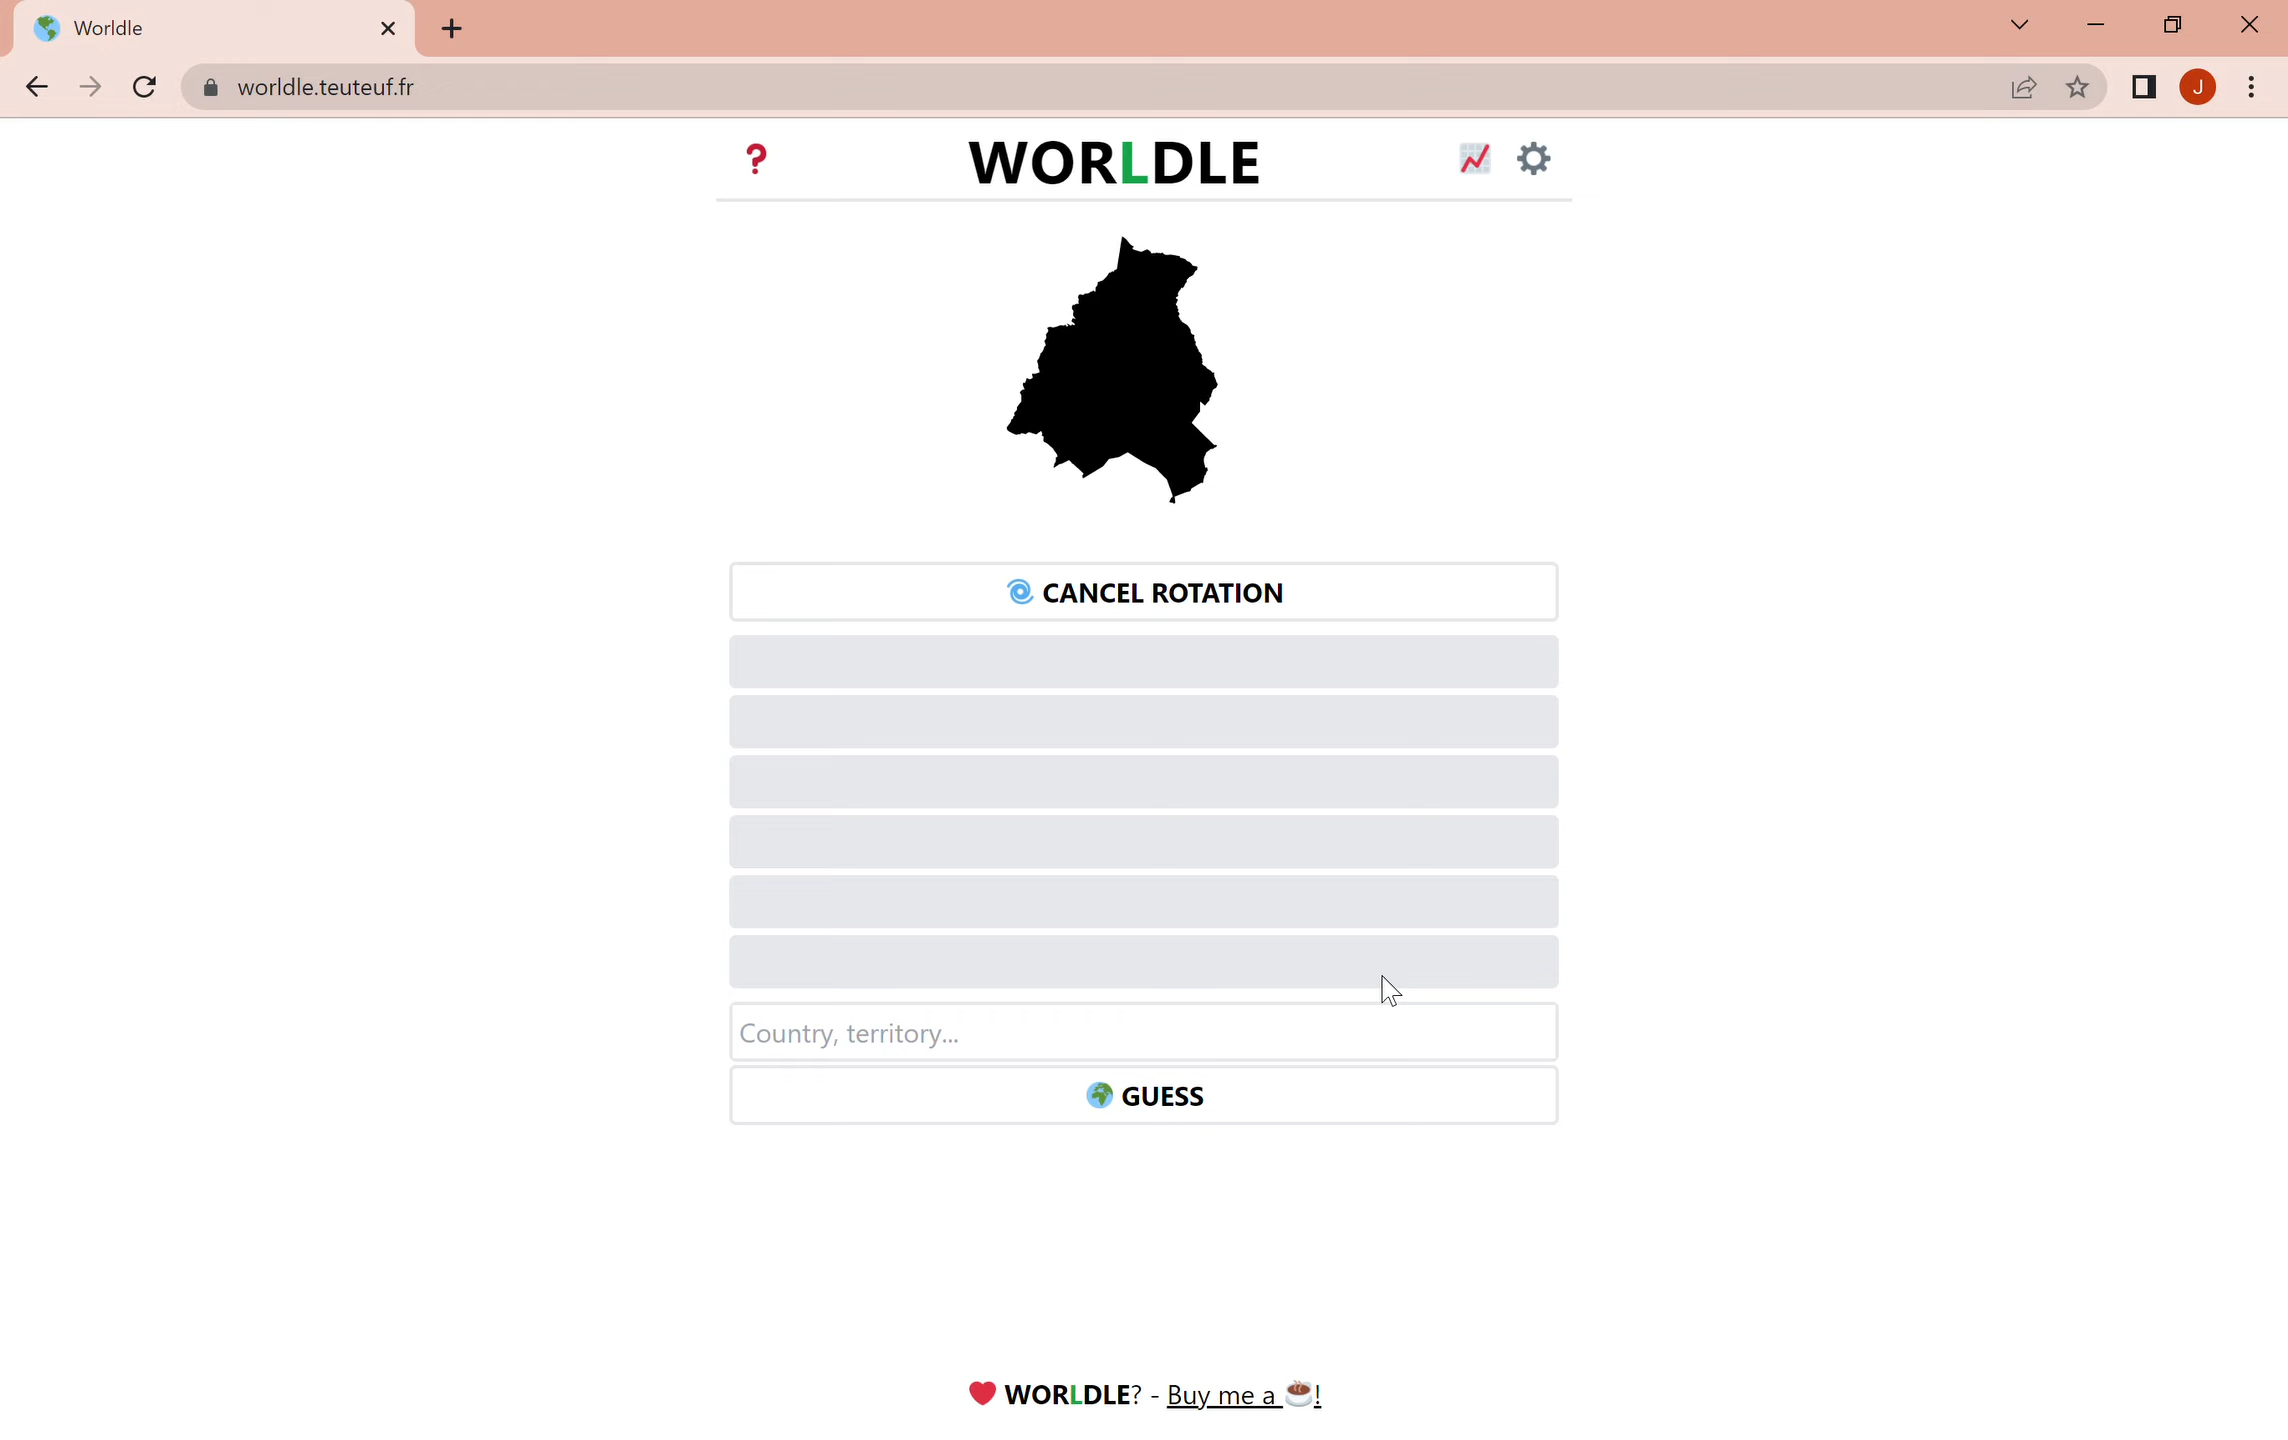 Worldle
worldle.teuteuf.fr
J
WORLDLE
CANCEL ROTATION
Country, territory...
GUESS
WORLDLE? - Buy me a !